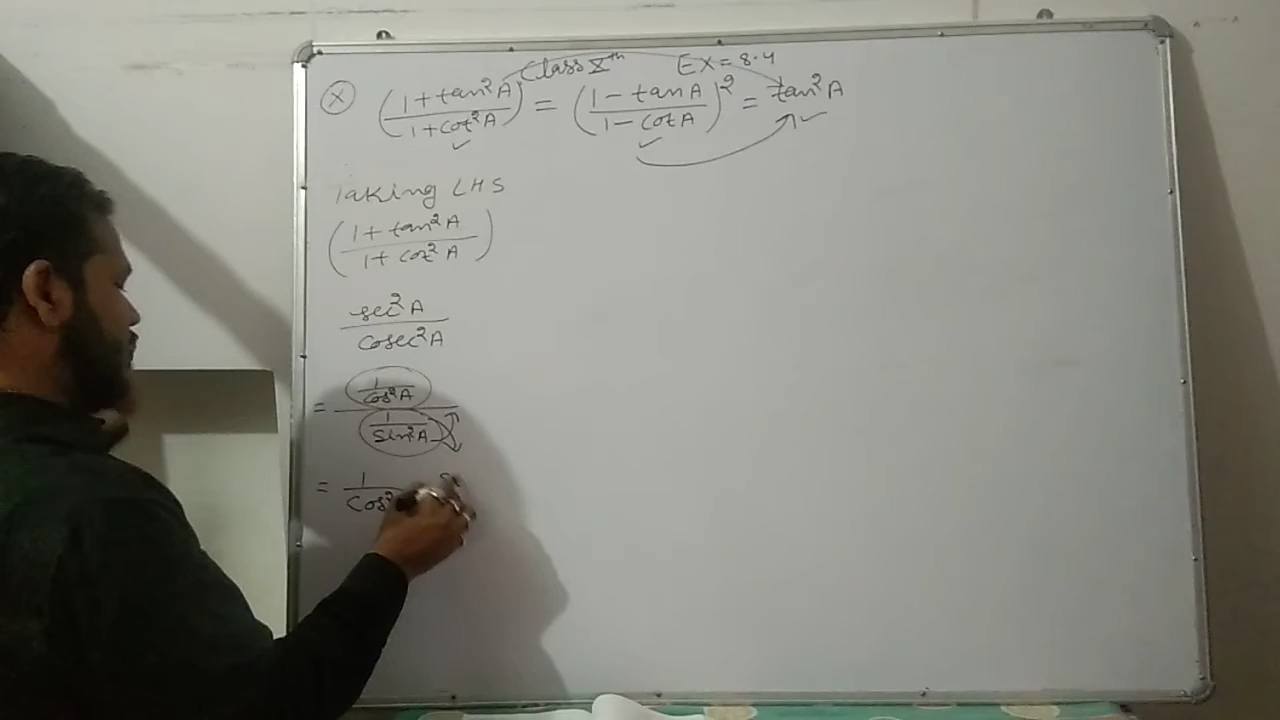 Class Xth EX = 8.4
(X) ((1 + tan²A)/(1 + cot²A)) = ((1 - tanA)/(1 - cotA))² = tan²A
Taking LHS
((1 + tan²A)/(1 + cot²A))
sec²A
cosec²A
= (1/cos²A)/(1/sin²A)
= 1/cos²